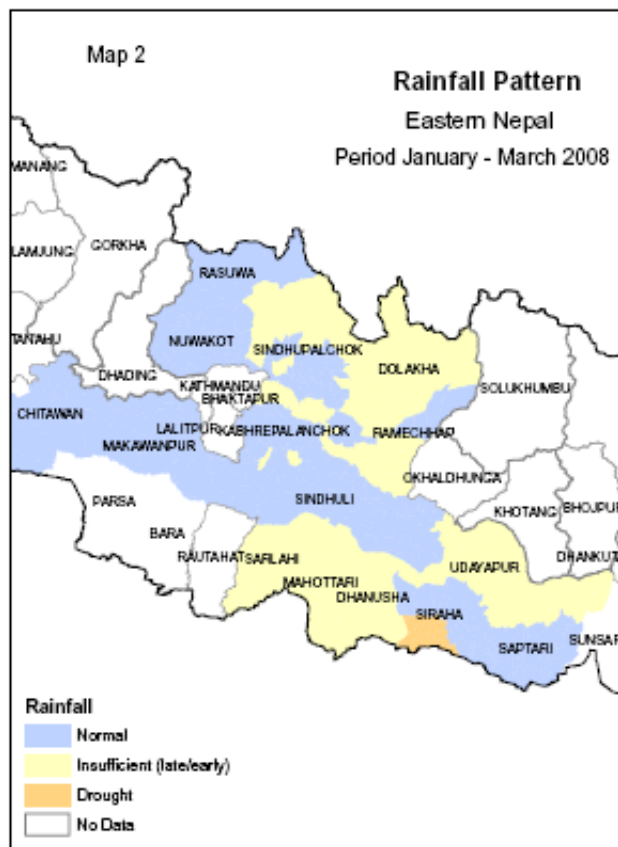 Map 2
Rainfall Pattern
Eastern Nepal
Period January - March 2008
MANANG
LAMJUNG
GORKHA
RASUWA
TANAHU
NUWAKOT
SINDHUPALCHOK
DOLAKHA
DHADING
SOLUKHUMBU
KATHMANDU
BHAKTAPUR
CHITAWAN
LALITPUR
KABHREPALANCHOK
RAMECHHAP
MAKAWANPUR
OKHALDHUNGA
PARSA
SINDHULI
KHOTANG
BHOJPUR
BARA
RAUTAHAT
SARLAHI
UDAYAPUR
DHANKUT
MAHOTTARI
DHANUSHA
SIRAHA
SAPTARI
SUNSAR
Rainfall
Normal
Insufficient (late/early)
Drought
No Data